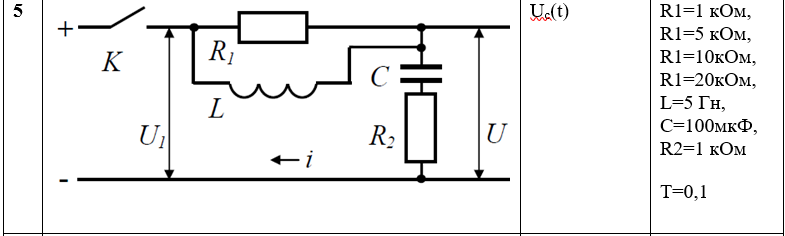 5
+
K
R1
L
U1
C
R2
i
U
-
Uc(t)
R1=1 кОм,
R1=5 кОм,
R1=10кОм,
R1=20кОм,
L=5 Гн,
C=100мкФ,
R2=1 кОм
T=0,1